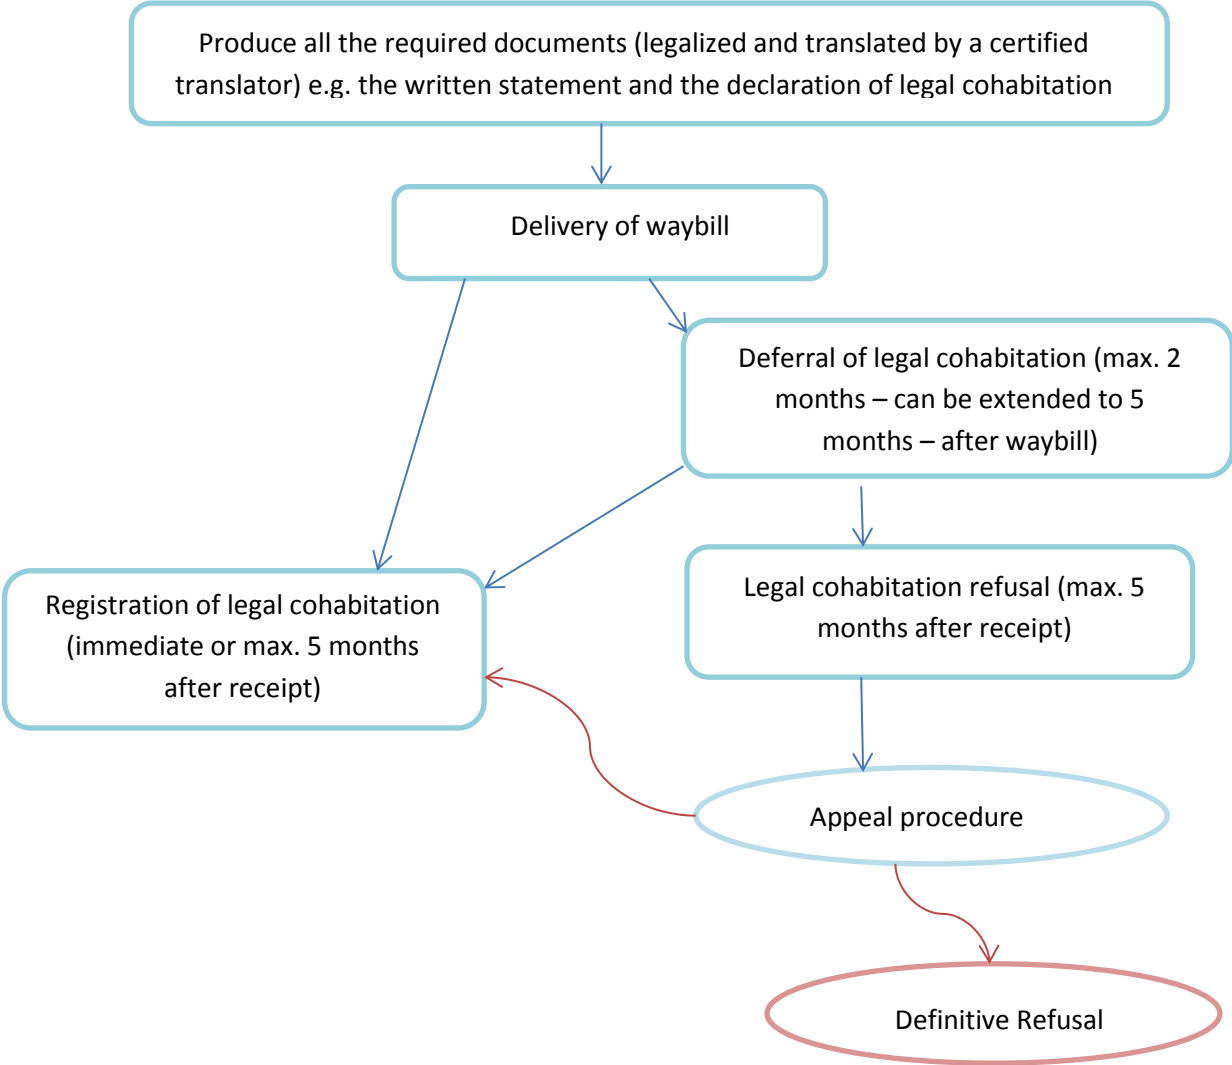 Produce all the required documents (legalized and translated by a certified
translator) e.g. the written statement and the declaration of legal cohabitation
Delivery of waybill
Deferral of legal cohabitation (max. 2
months – can be extended to 5
months – after waybill)
Registration of legal cohabitation
(immediate or max. 5 months
after receipt)
Legal cohabitation refusal (max. 5
months after receipt)
Appeal procedure
Definitive Refusal